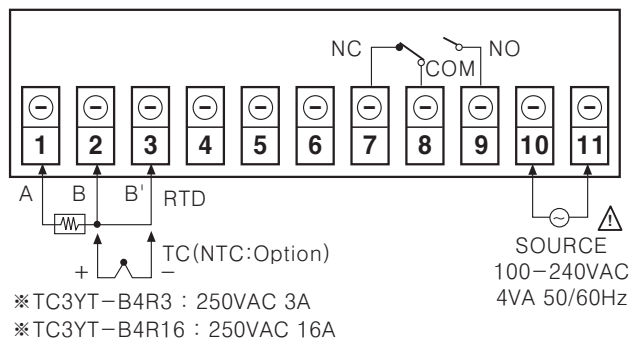 NC NO
COM
1 2 3 4 5 6 7 8 9 10 11
A B B' RTD
TC(NTC:Option)
+ −
SOURCE
100−240VAC
4VA 50/60Hz
※TC3YT−B4R3 : 250VAC 3A
※TC3YT−B4R16 : 250VAC 16A